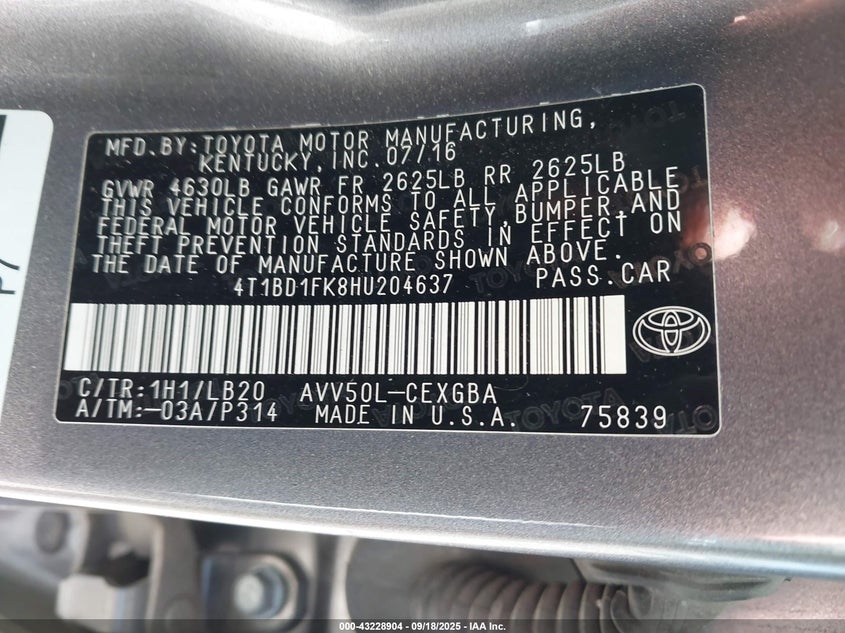 MFD.BY:TOYOTA MOTOR MANUFACTURING,
KENTUCKY,INC.07/16
GVWR 4630LB GAWR FR 2625LB RR 2625LB
THIS VEHICLE CONFORMS TO ALL APPLICABLE
FEDERAL MOTOR VEHICLE SAFETY,BUMPER,AND
THEFT PREVENTION STANDARDS IN EFFECT ON
THE DATE OF MANUFACTURE SHOWN ABOVE.
4T1BD1FK8HU204637 PASS.CAR
C/TR:1H1/LB20 AVV50L-CEXGBA
A/TM:-03A/P314 MADE IN U.S.A. 75839
000-43228904 - 09/18/2025 - IAA Inc.